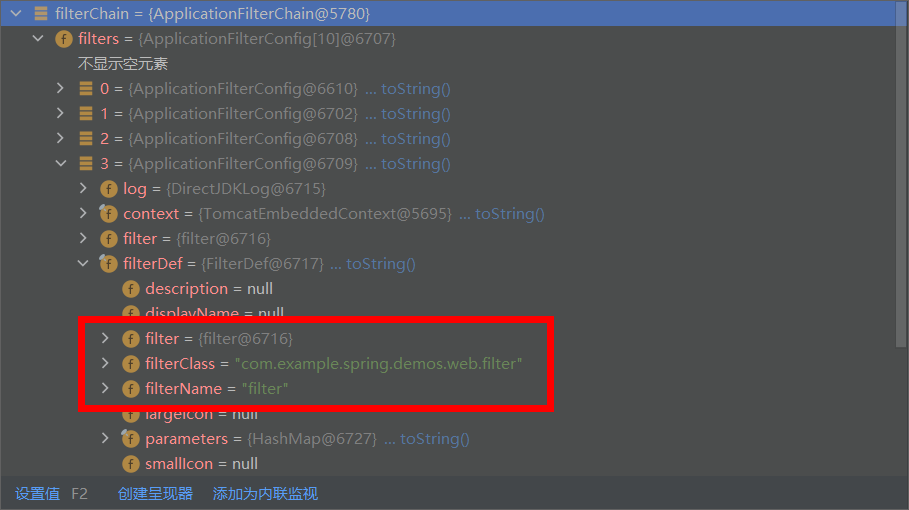 filterChain = {ApplicationFilterChain@5780}
filters = {ApplicationFilterConfig[10]@6707}
不显示空元素
0 = {ApplicationFilterConfig@6610} ... toString()
1 = {ApplicationFilterConfig@6702} ... toString()
2 = {ApplicationFilterConfig@6708} ... toString()
3 = {ApplicationFilterConfig@6709} ... toString()
log = {DirectJDKLog@6715}
context = {TomcatEmbeddedContext@5695} ... toString()
filter = {filter@6716}
filterDef = {FilterDef@6717} ... toString()
description = null
displayName = null
filter = {filter@6716}
filterClass = "com.example.spring.demos.web.filter"
filterName = "filter"
largeIcon = null
parameters = {HashMap@6727} ... toString()
smallIcon = null
设置值 F2 创建呈现器 添加为内联监视